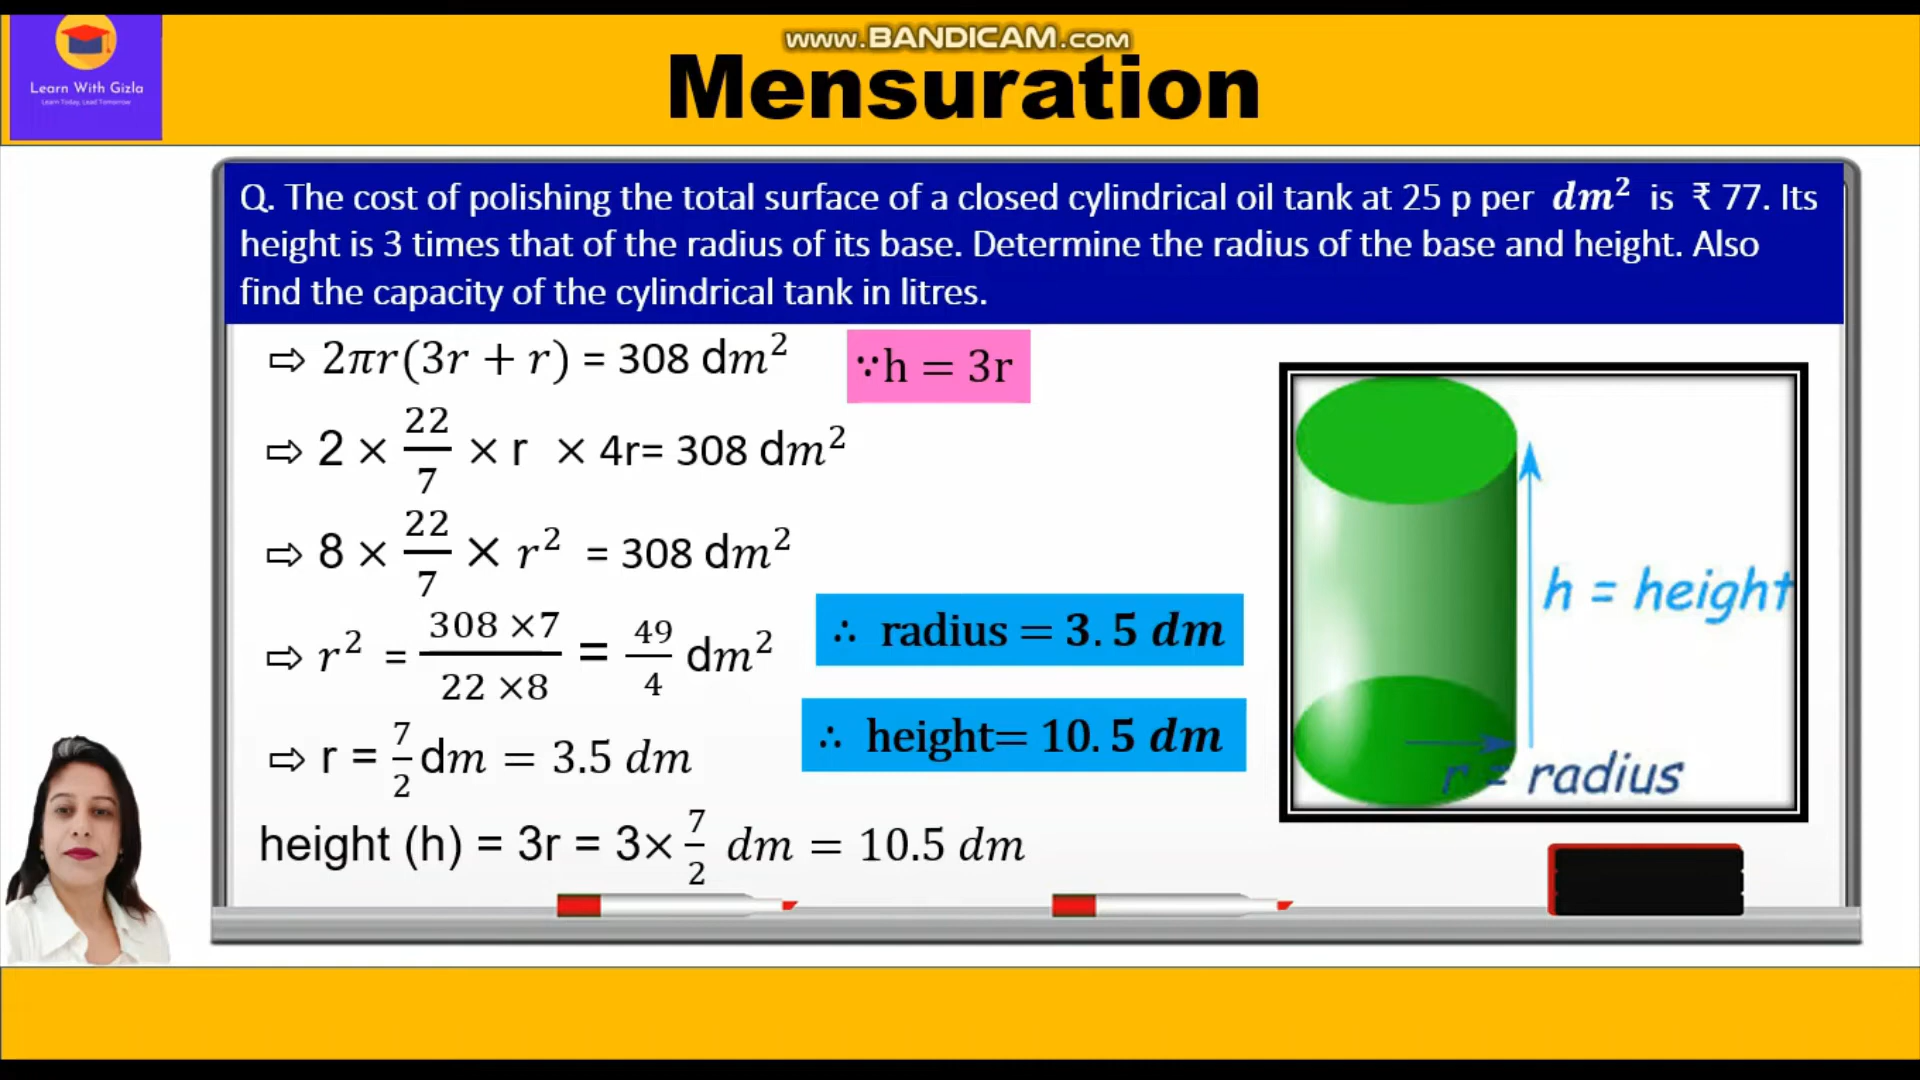 www.BANDICAM.com
Learn With Gizla
Learn Today, Lead Tomorrow
Mensuration
Q. The cost of polishing the total surface of a closed cylindrical oil tank at 25 p per dm² is ₹ 77. Its
height is 3 times that of the radius of its base. Determine the radius of the base and height. Also
find the capacity of the cylindrical tank in litres.
⇨ 2πr(3r + r) = 308 dm²
∵h = 3r
⇨ 2 × 22/7 × r × 4r= 308 dm²
⇨ 8 × 22/7 × r² = 308 dm²
⇨ r² = 308 ×7/22 ×8 = 49/4 dm²
∴ radius = 3.5 dm
⇨ r = 7/2 dm = 3.5 dm
∴ height= 10.5 dm
height (h) = 3r = 3× 7/2 dm = 10.5 dm
h = height
r = radius